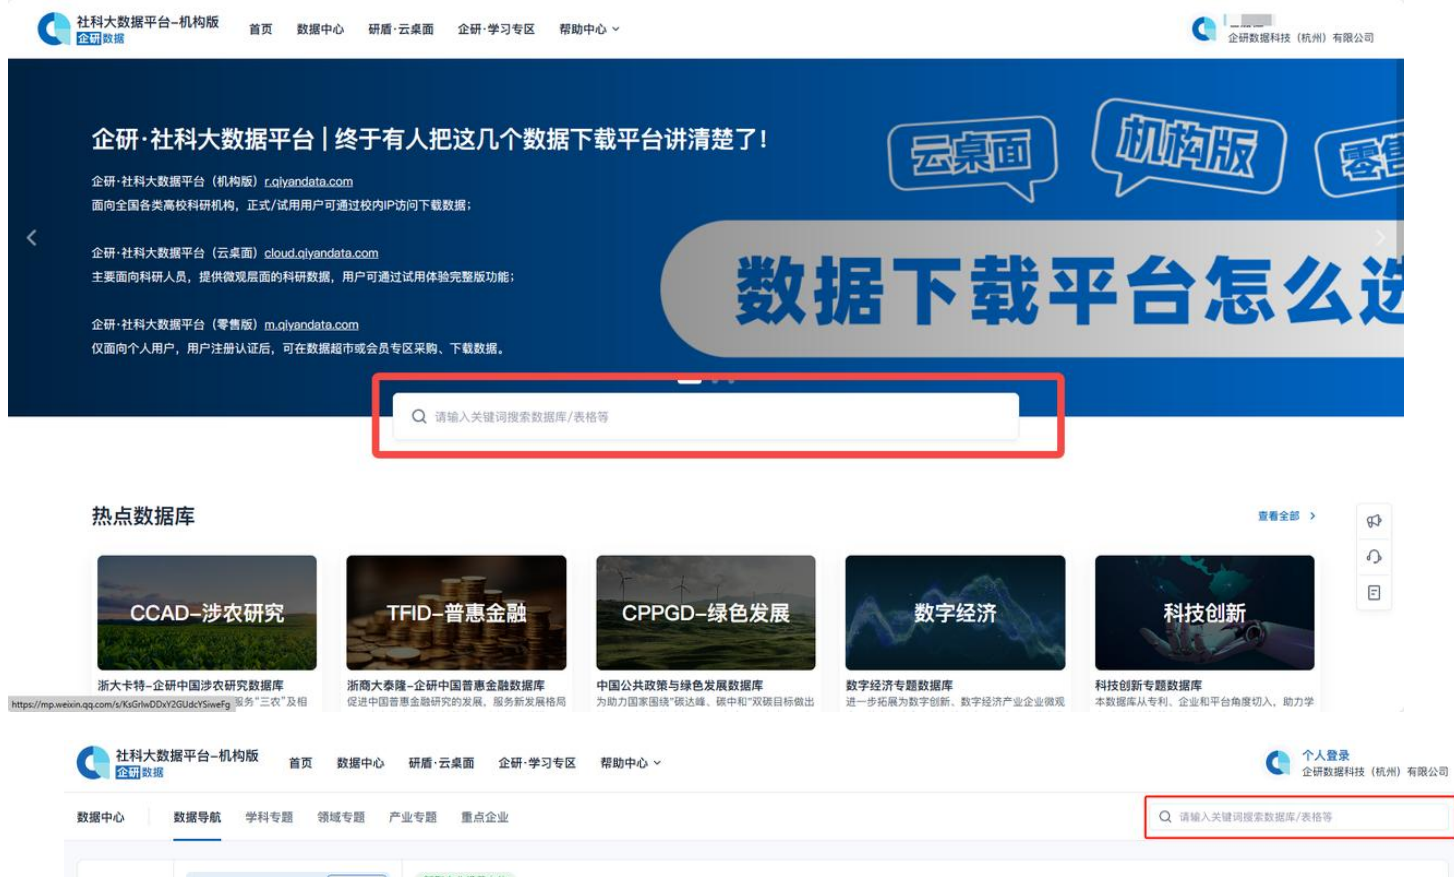 社科大数据平台-机构版
企研数据
首页 数据中心 研盾·云桌面 企研·学习专区 帮助中心
企研数据科技（杭州）有限公司
企研·社科大数据平台 | 终于有人把这几个数据下载平台讲清楚了！
企研·社科大数据平台（机构版）r.qiyandata.com
面向全国各类高校科研机构，正式/试用用户可通过校内IP访问下载数据；
企研·社科大数据平台（云桌面）cloud.qiyandata.com
主要面向科研人员，提供微观层面的科研数据，用户可通过试用体验完整版功能；
企研·社科大数据平台（零售版）m.qiyandata.com
仅面向个人用户，用户注册认证后，可在数据超市或会员专区采购、下载数据。
云桌面 机构版 零售
数据下载平台怎么选
请输入关键词搜索数据库/表格等
热点数据库
查看全部
CCAD-涉农研究 TFID-普惠金融 CPPGD-绿色发展 数字经济 科技创新
浙大卡特-企研中国涉农研究数据库 浙商大泰隆-企研中国普惠金融数据库 中国公共政策与绿色发展数据库 数字经济专题数据库 科技创新专题数据库
https://mp.weixin.qq.com/s/KsGrlwDDxY2GUdcYSiweFg 服务“三农”及相 促进中国普惠金融研究的发展，服务新发展格局 为助力国家围绕“碳达峰、碳中和”双碳目标做出 进一步拓展为数字创新、数字经济产业企业微观 本数据库从专利、企业和平台角度切入，助力学
社科大数据平台-机构版
企研数据
首页 数据中心 研盾·云桌面 企研·学习专区 帮助中心
个人登录
企研数据科技（杭州）有限公司
数据中心 数据导航 学科专题 领域专题 产业专题 重点企业
请输入关键词搜索数据库/表格等